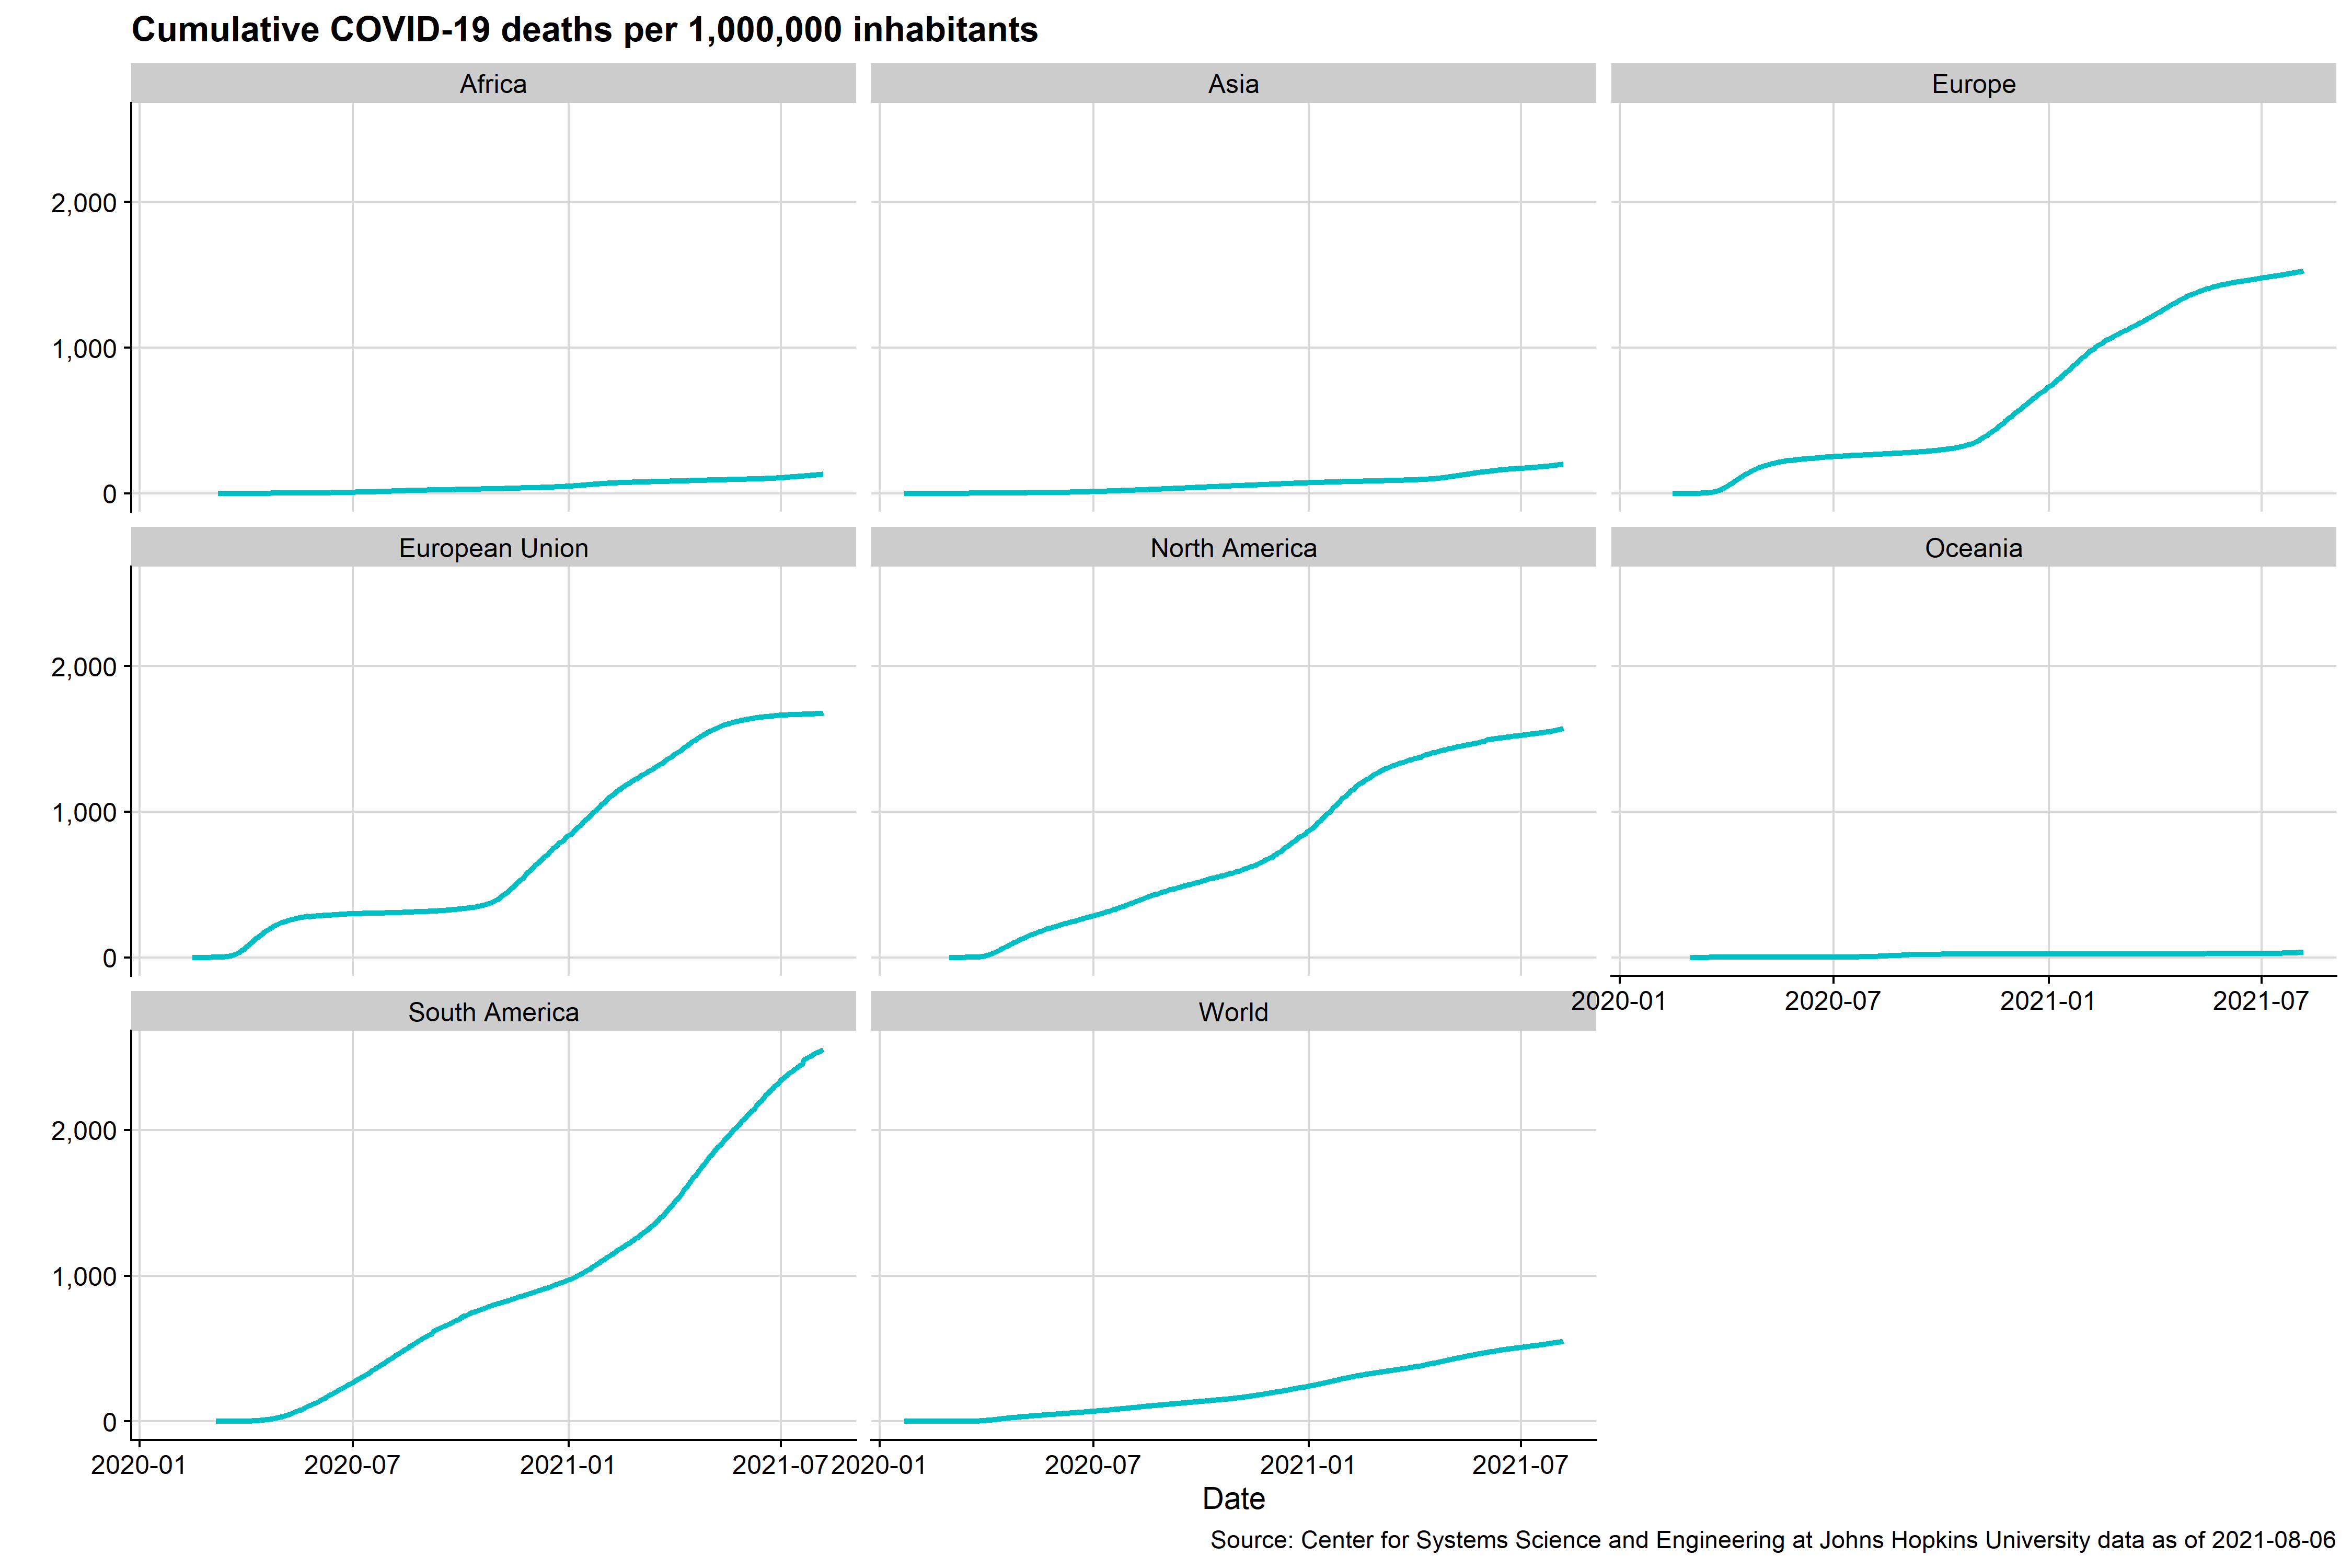 Cumulative COVID-19 deaths per 1,000,000 inhabitants
Africa
Asia
Europe
2,000
1,000
0
European Union
North America
Oceania
2,000
1,000
0
2020-01
2020-07
2021-01
2021-07
South America
World
2,000
1,000
0
2020-01
2020-07
2021-01
2021-07
2020-01
2020-07
2021-01
2021-07
Date
Source: Center for Systems Science and Engineering at Johns Hopkins University data as of 2021-08-06